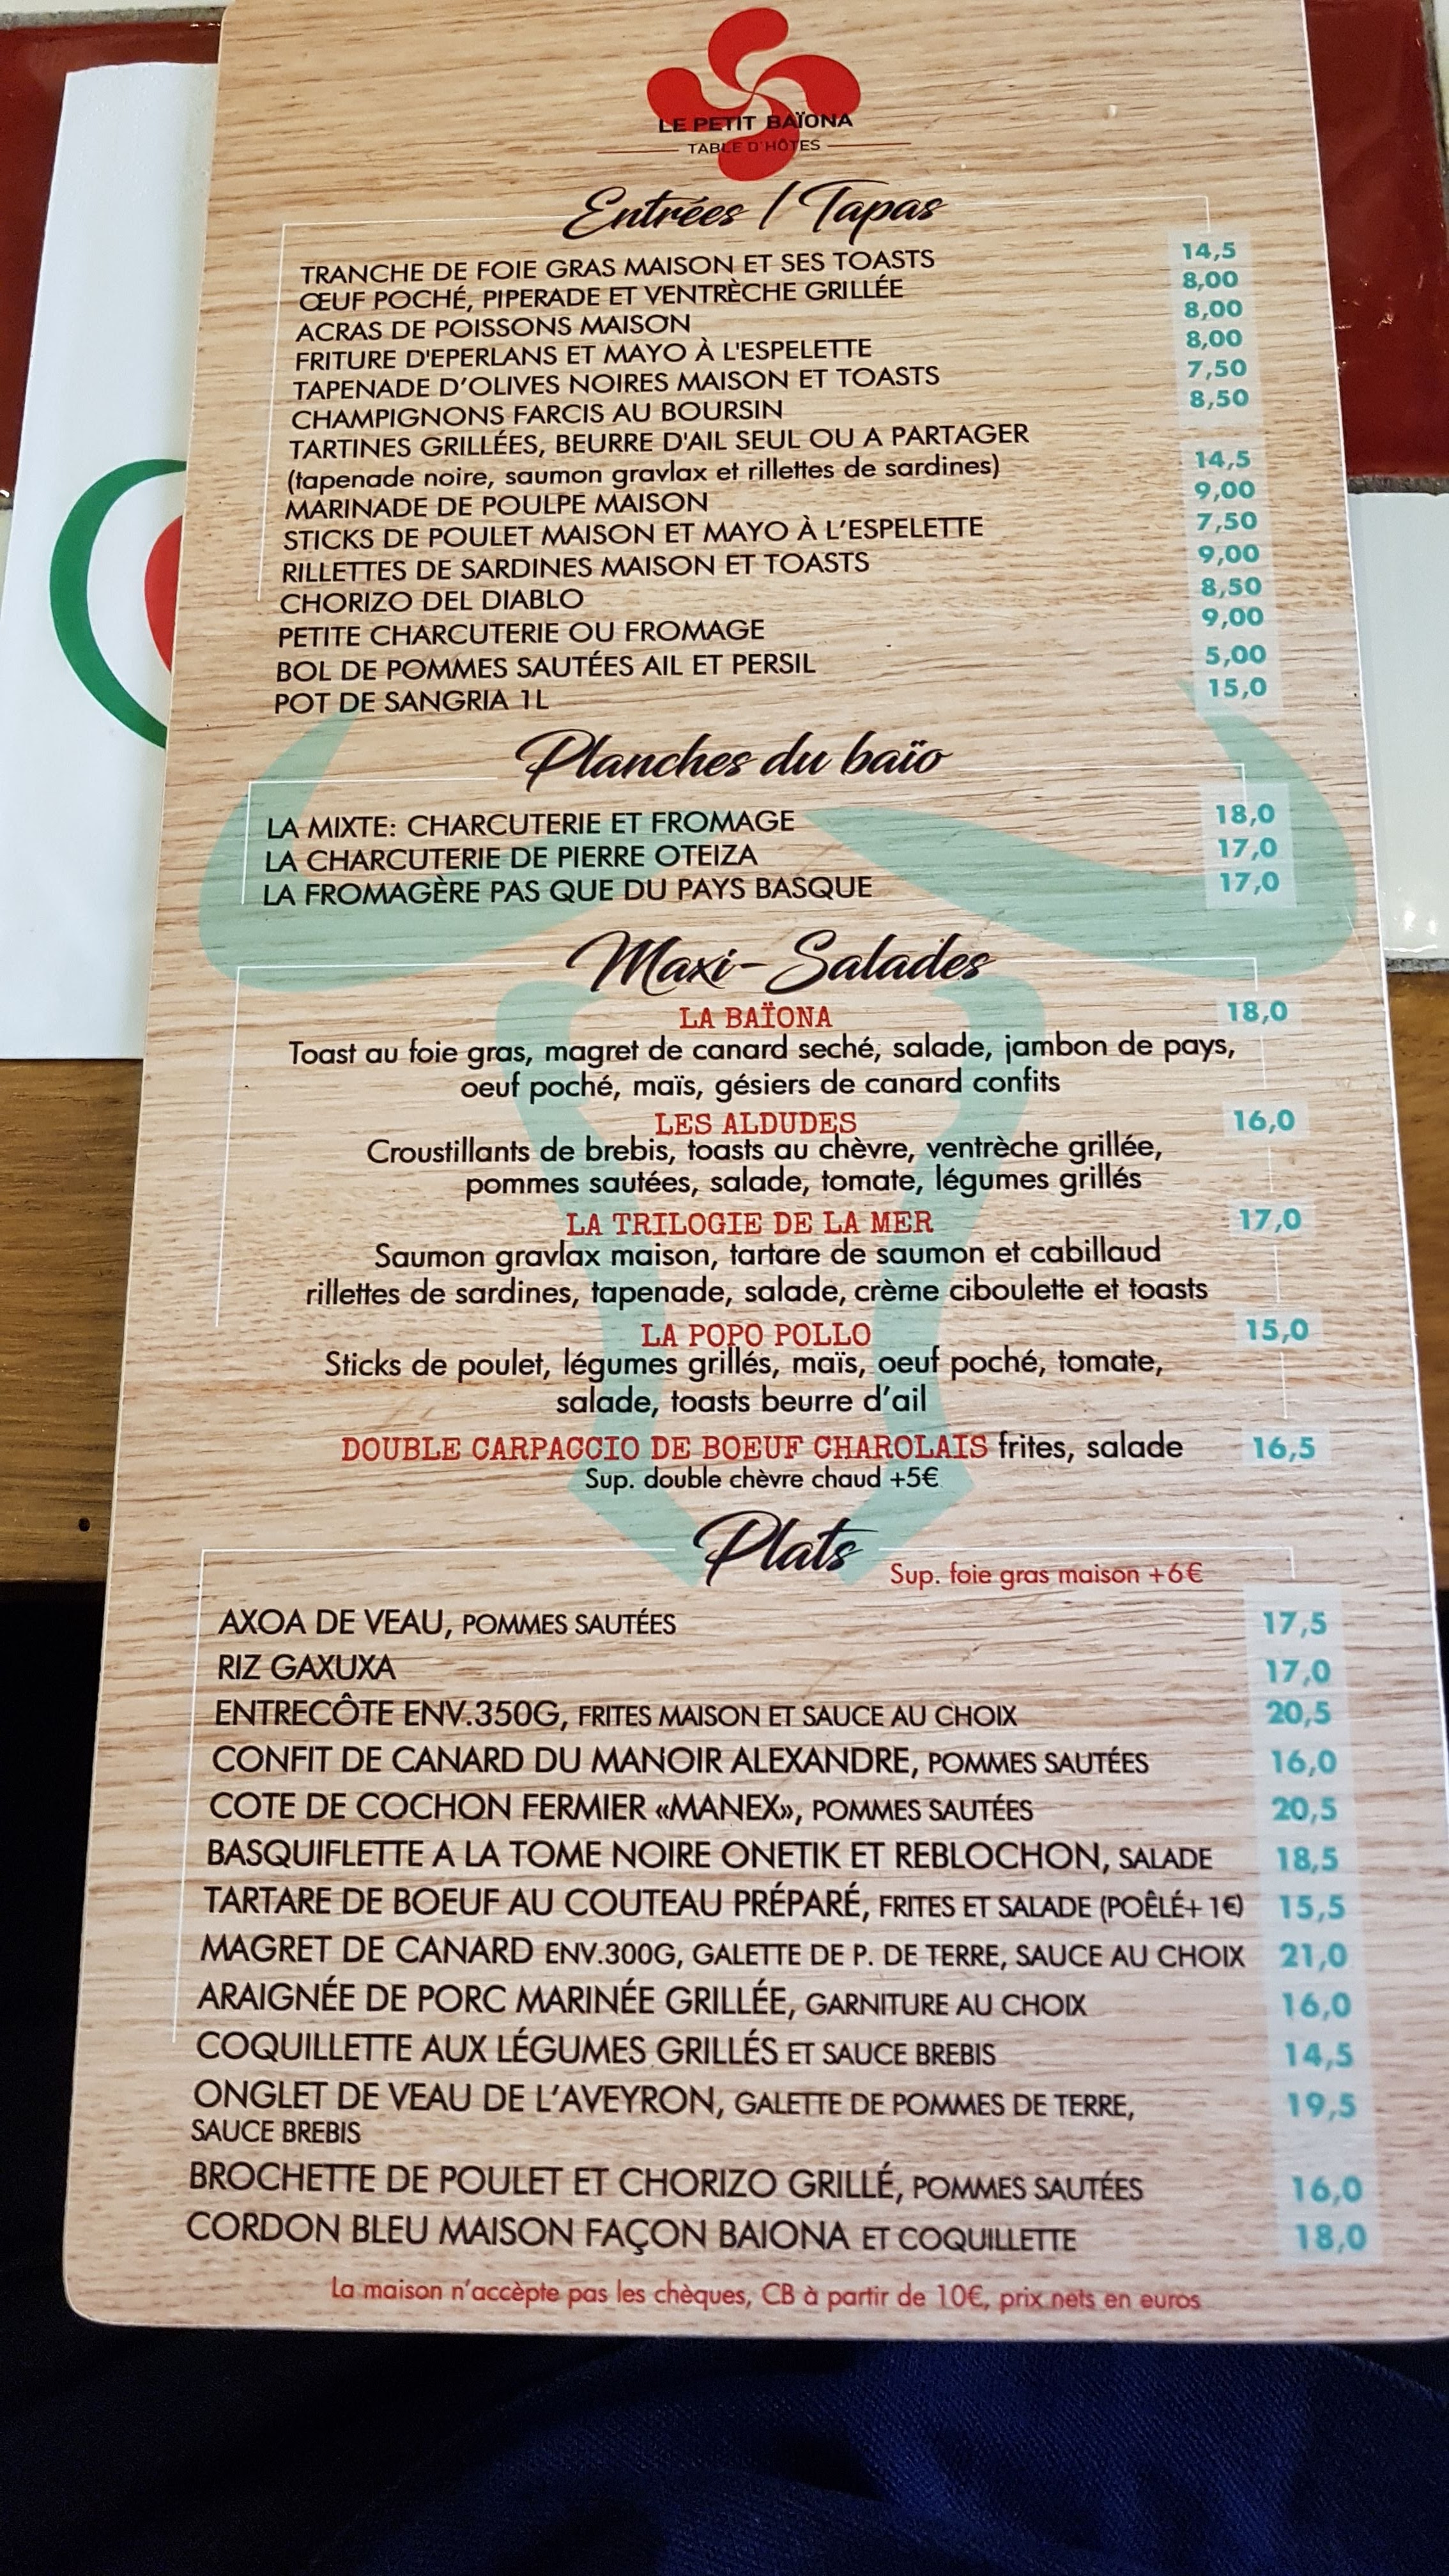 LE PETIT BAÏONA
TABLE D'HÔTES
Entrées / Tapas
TRANCHE DE FOIE GRAS MAISON ET SES TOASTS 14,5
ŒUF POCHÉ, PIPERADE ET VENTRÈCHE GRILLÉE 8,00
ACRAS DE POISSONS MAISON 8,00
FRITURE D'EPERLANS ET MAYO À L'ESPELETTE 8,00
TAPENADE D'OLIVES NOIRES MAISON ET TOASTS 7,50
CHAMPIGNONS FARCIS AU BOURSIN 8,50
TARTINES GRILLÉES, BEURRE D'AIL SEUL OU A PARTAGER
(tapenade noire, saumon gravlax et rillettes de sardines) 14,5
MARINADE DE POULPE MAISON 9,00
STICKS DE POULET MAISON ET MAYO À L'ESPELETTE 7,50
RILLETTES DE SARDINES MAISON ET TOASTS 9,00
CHORIZO DEL DIABLO 8,50
PETITE CHARCUTERIE OU FROMAGE 9,00
BOL DE POMMES SAUTÉES AIL ET PERSIL 5,00
POT DE SANGRIA 1L 15,0
Planches du baïo
LA MIXTE: CHARCUTERIE ET FROMAGE 18,0
LA CHARCUTERIE DE PIERRE OTEIZA 17,0
LA FROMAGÈRE PAS QUE DU PAYS BASQUE 17,0
Maxi-Salades
LA BAÏONA 18,0
Toast au foie gras, magret de canard seché, salade, jambon de pays,
oeuf poché, maïs, gésiers de canard confits
LES ALDUDES 16,0
Croustillants de brebis, toasts au chèvre, ventrèche grillée,
pommes sautées, salade, tomate, légumes grillés
LA TRILOGIE DE LA MER 17,0
Saumon gravlax maison, tartare de saumon et cabillaud
rillettes de sardines, tapenade, salade, crème ciboulette et toasts
LA POPO POLLO 15,0
Sticks de poulet, légumes grillés, maïs, oeuf poché, tomate,
salade, toasts beurre d'ail
DOUBLE CARPACCIO DE BOEUF CHAROLAIS frites, salade 16,5
Sup. double chèvre chaud +5€
Plats
Sup. foie gras maison +6€
AXOA DE VEAU, POMMES SAUTÉES 17,5
RIZ GAXUXA 17,0
ENTRECÔTE ENV.350G, FRITES MAISON ET SAUCE AU CHOIX 20,5
CONFIT DE CANARD DU MANOIR ALEXANDRE, POMMES SAUTÉES 16,0
COTE DE COCHON FERMIER «MANEX», POMMES SAUTÉES 20,5
BASQUIFLETTE A LA TOME NOIRE ONETIK ET REBLOCHON, SALADE 18,5
TARTARE DE BOEUF AU COUTEAU PRÉPARÉ, FRITES ET SALADE (POÊLÉ+ 1€) 15,5
MAGRET DE CANARD ENV.300G, GALETTE DE P. DE TERRE, SAUCE AU CHOIX 21,0
ARAIGNÉE DE PORC MARINÉE GRILLÉE, GARNITURE AU CHOIX 16,0
COQUILLETTE AUX LÉGUMES GRILLÉS ET SAUCE BREBIS 14,5
ONGLET DE VEAU DE L'AVEYRON, GALETTE DE POMMES DE TERRE, 19,5
SAUCE BREBIS
BROCHETTE DE POULET ET CHORIZO GRILLÉ, POMMES SAUTÉES 16,0
CORDON BLEU MAISON FAÇON BAIONA ET COQUILLETTE 18,0
La maison n'accèpte pas les chèques, CB à partir de 10€, prix nets en euros